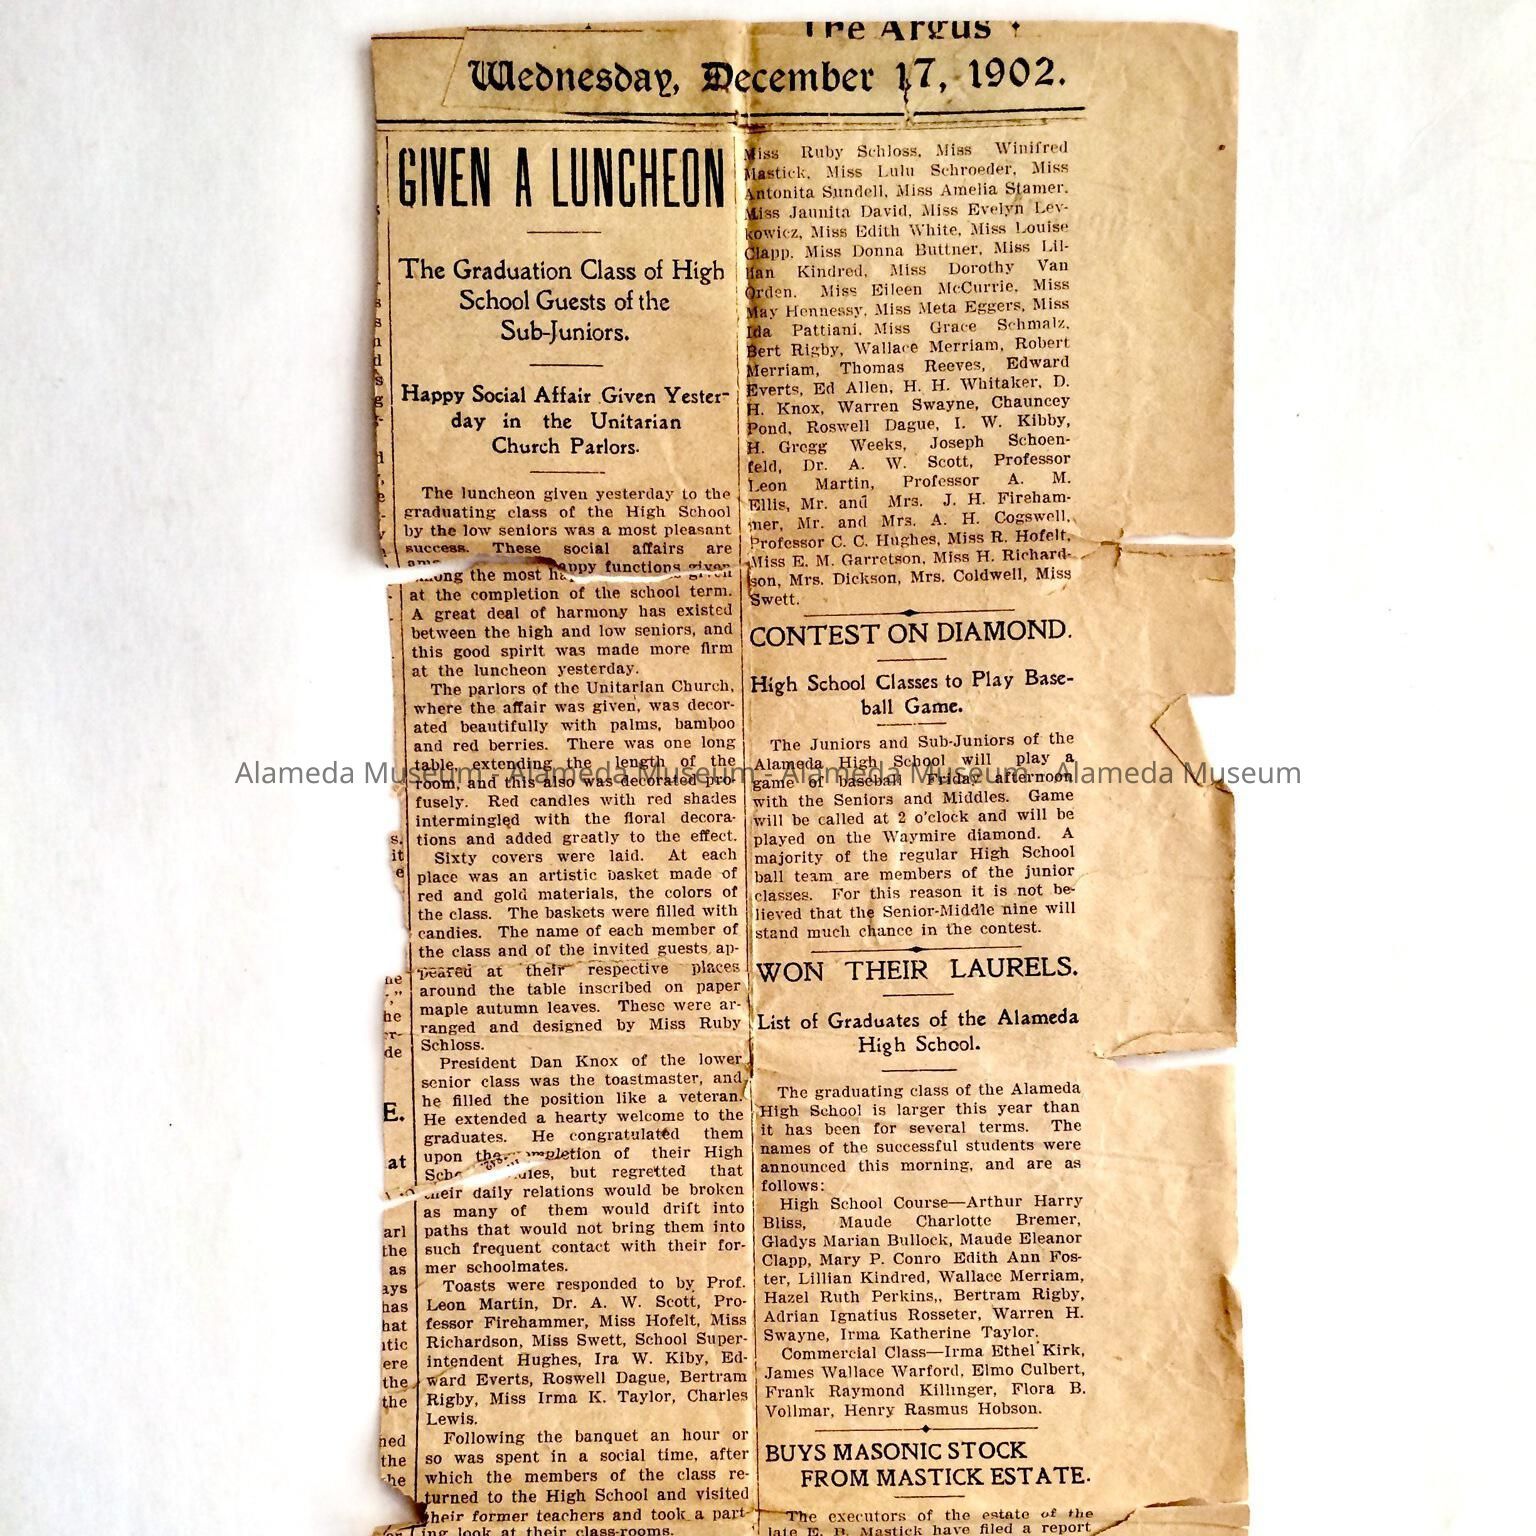 The Argus
Wednesday, December 17, 1902.
GIVEN A LUNCHEON
The Graduation Class of High
School Guests of the
Sub-Juniors.
Happy Social Affair Given Yester-
day in the Unitarian
Church Parlors.
The luncheon given yesterday to the
graduating class of the High School
by the low seniors was a most pleasant
success. These social affairs are
among the most happy functions given
at the completion of the school term.
A great deal of harmony has existed
between the high and low seniors, and
this good spirit was made more firm
at the luncheon yesterday.
The parlors of the Unitarian Church,
where the affair was given, was decor-
ated beautifully with palms, bamboo
and red berries. There was one long
table extending the length of the
room, and this also was decorated pro-
fusely. Red candles with red shades
intermingled with the floral decora-
tions and added greatly to the effect.
Sixty covers were laid. At each
place was an artistic basket made of
red and gold materials, the colors of
the class. The baskets were filled with
candies. The name of each member of
the class and of the invited guests ap-
peared at their respective places
around the table inscribed on paper
maple autumn leaves. These were ar-
ranged and designed by Miss Ruby
Schloss.
President Dan Knox of the lower
senior class was the toastmaster, and
he filled the position like a veteran.
He extended a hearty welcome to the
graduates. He congratulated them
upon the completion of their High
but regretted that
their daily relations would be broken
as many of them would drift into
paths that would not bring them into
such frequent contact with their for-
mer schoolmates.
Toasts were responded to by Prof.
Leon Martin, Dr. A. W. Scott, Pro-
fessor Firehammer, Miss Hofelt, Miss
Richardson, Miss Swett, School Super-
intendent Hughes, Ira W. Kiby, Ed-
ward Everts, Roswell Dague, Bertram
Rigby, Miss Irma K. Taylor, Charles
Lewis.
Following the banquet an hour or
so was spent in a social time, after
which the members of the class re-
turned to the High School and visited
their former teachers and took a part-
ing look at their class-rooms.
Miss Ruby Schloss, Miss Winifred
Mastick, Miss Lulu Schroeder, Miss
Antonita Sundell, Miss Amelia Stamer.
Miss Jaunita David, Miss Evelyn Lev-
kowicz, Miss Edith White, Miss Louise
Clapp, Miss Donna Buttner, Miss Lil-
lian Kindred, Miss Dorothy Van
Orden. Miss Eileen McCurrie, Miss
May Hennessy, Miss Meta Eggers, Miss
Ida Pattiani, Miss Grace Schmalz,
Bert Rigby, Wallace Merriam, Robert
Merriam, Thomas Reeves, Edward
Everts, Ed Allen, H. H. Whitaker, D.
H. Knox, Warren Swayne, Chauncey
Pond, Roswell Dague, I. W. Kibby,
H. Gregg Weeks, Joseph Schoen-
feld, Dr. A. W. Scott, Professor
Leon Martin, Professor A. M.
Ellis, Mr. and Mrs. J. H. Fireham-
mer, Mr. and Mrs. A. H. Cogswell,
Professor C. C. Hughes, Miss R. Hofelt,
Miss E. M. Garretson, Miss H. Richard-
son, Mrs. Dickson, Mrs. Coldwell, Miss
Swett.
CONTEST ON DIAMOND.
High School Classes to Play Base-
ball Game.
The Juniors and Sub-Juniors of the
Alameda High School will play a
game of baseball Friday afternoon
with the Seniors and Middles. Game
will be called at 2 o'clock and will be
played on the Waymire diamond. A
majority of the regular High School
ball team are members of the junior
classes. For this reason it is not be-
lieved that the Senior-Middle nine will
stand much chance in the contest.
WON THEIR LAURELS.
List of Graduates of the Alameda
High School.
The graduating class of the Alameda
High School is larger this year than
it has been for several terms. The
names of the successful students were
announced this morning, and are as
follows:
High School Course—Arthur Harry
Bliss, Maude Charlotte Bremer,
Gladys Marian Bullock, Maude Eleanor
Clapp, Mary P. Conro Edith Ann Fos-
ter, Lillian Kindred, Wallace Merriam,
Hazel Ruth Perkins,, Bertram Rigby,
Adrian Ignatius Rosseter, Warren H.
Swayne, Irma Katherine Taylor.
Commercial Class—Irma Ethel Kirk,
James Wallace Warford, Elmo Culbert,
Frank Raymond Killinger, Flora B.
Vollmar, Henry Rasmus Hobson.
BUYS MASONIC STOCK
FROM MASTICK ESTATE.
The executors of the estate of the
late E. B. Mastick have filed a report
Alameda Museum - Alameda Museum - Alameda Museum - Alameda Museum